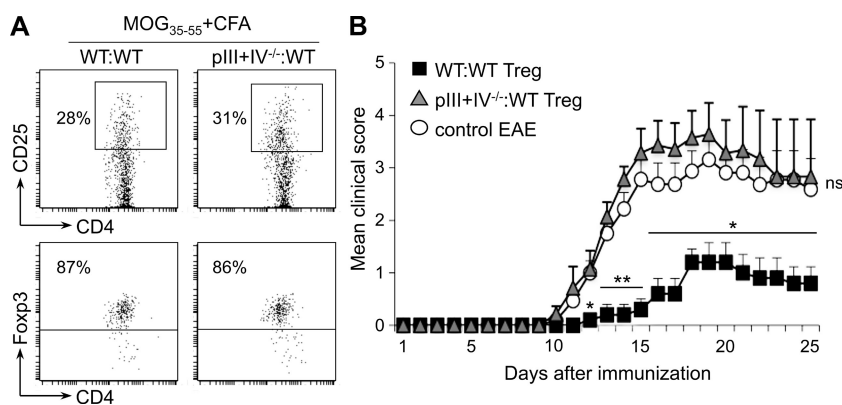 A
MOG35-55+CFA
WT:WT
pIII+IV-/-:WT
28%
31%
CD25
CD4
87%
86%
Foxp3
CD4
B
WT:WT Treg
pIII+IV-/-:WT Treg
control EAE
Mean clinical score
5
4
3
2
1
0
ns
*
**
*
1
5
10
15
20
25
Days after immunization